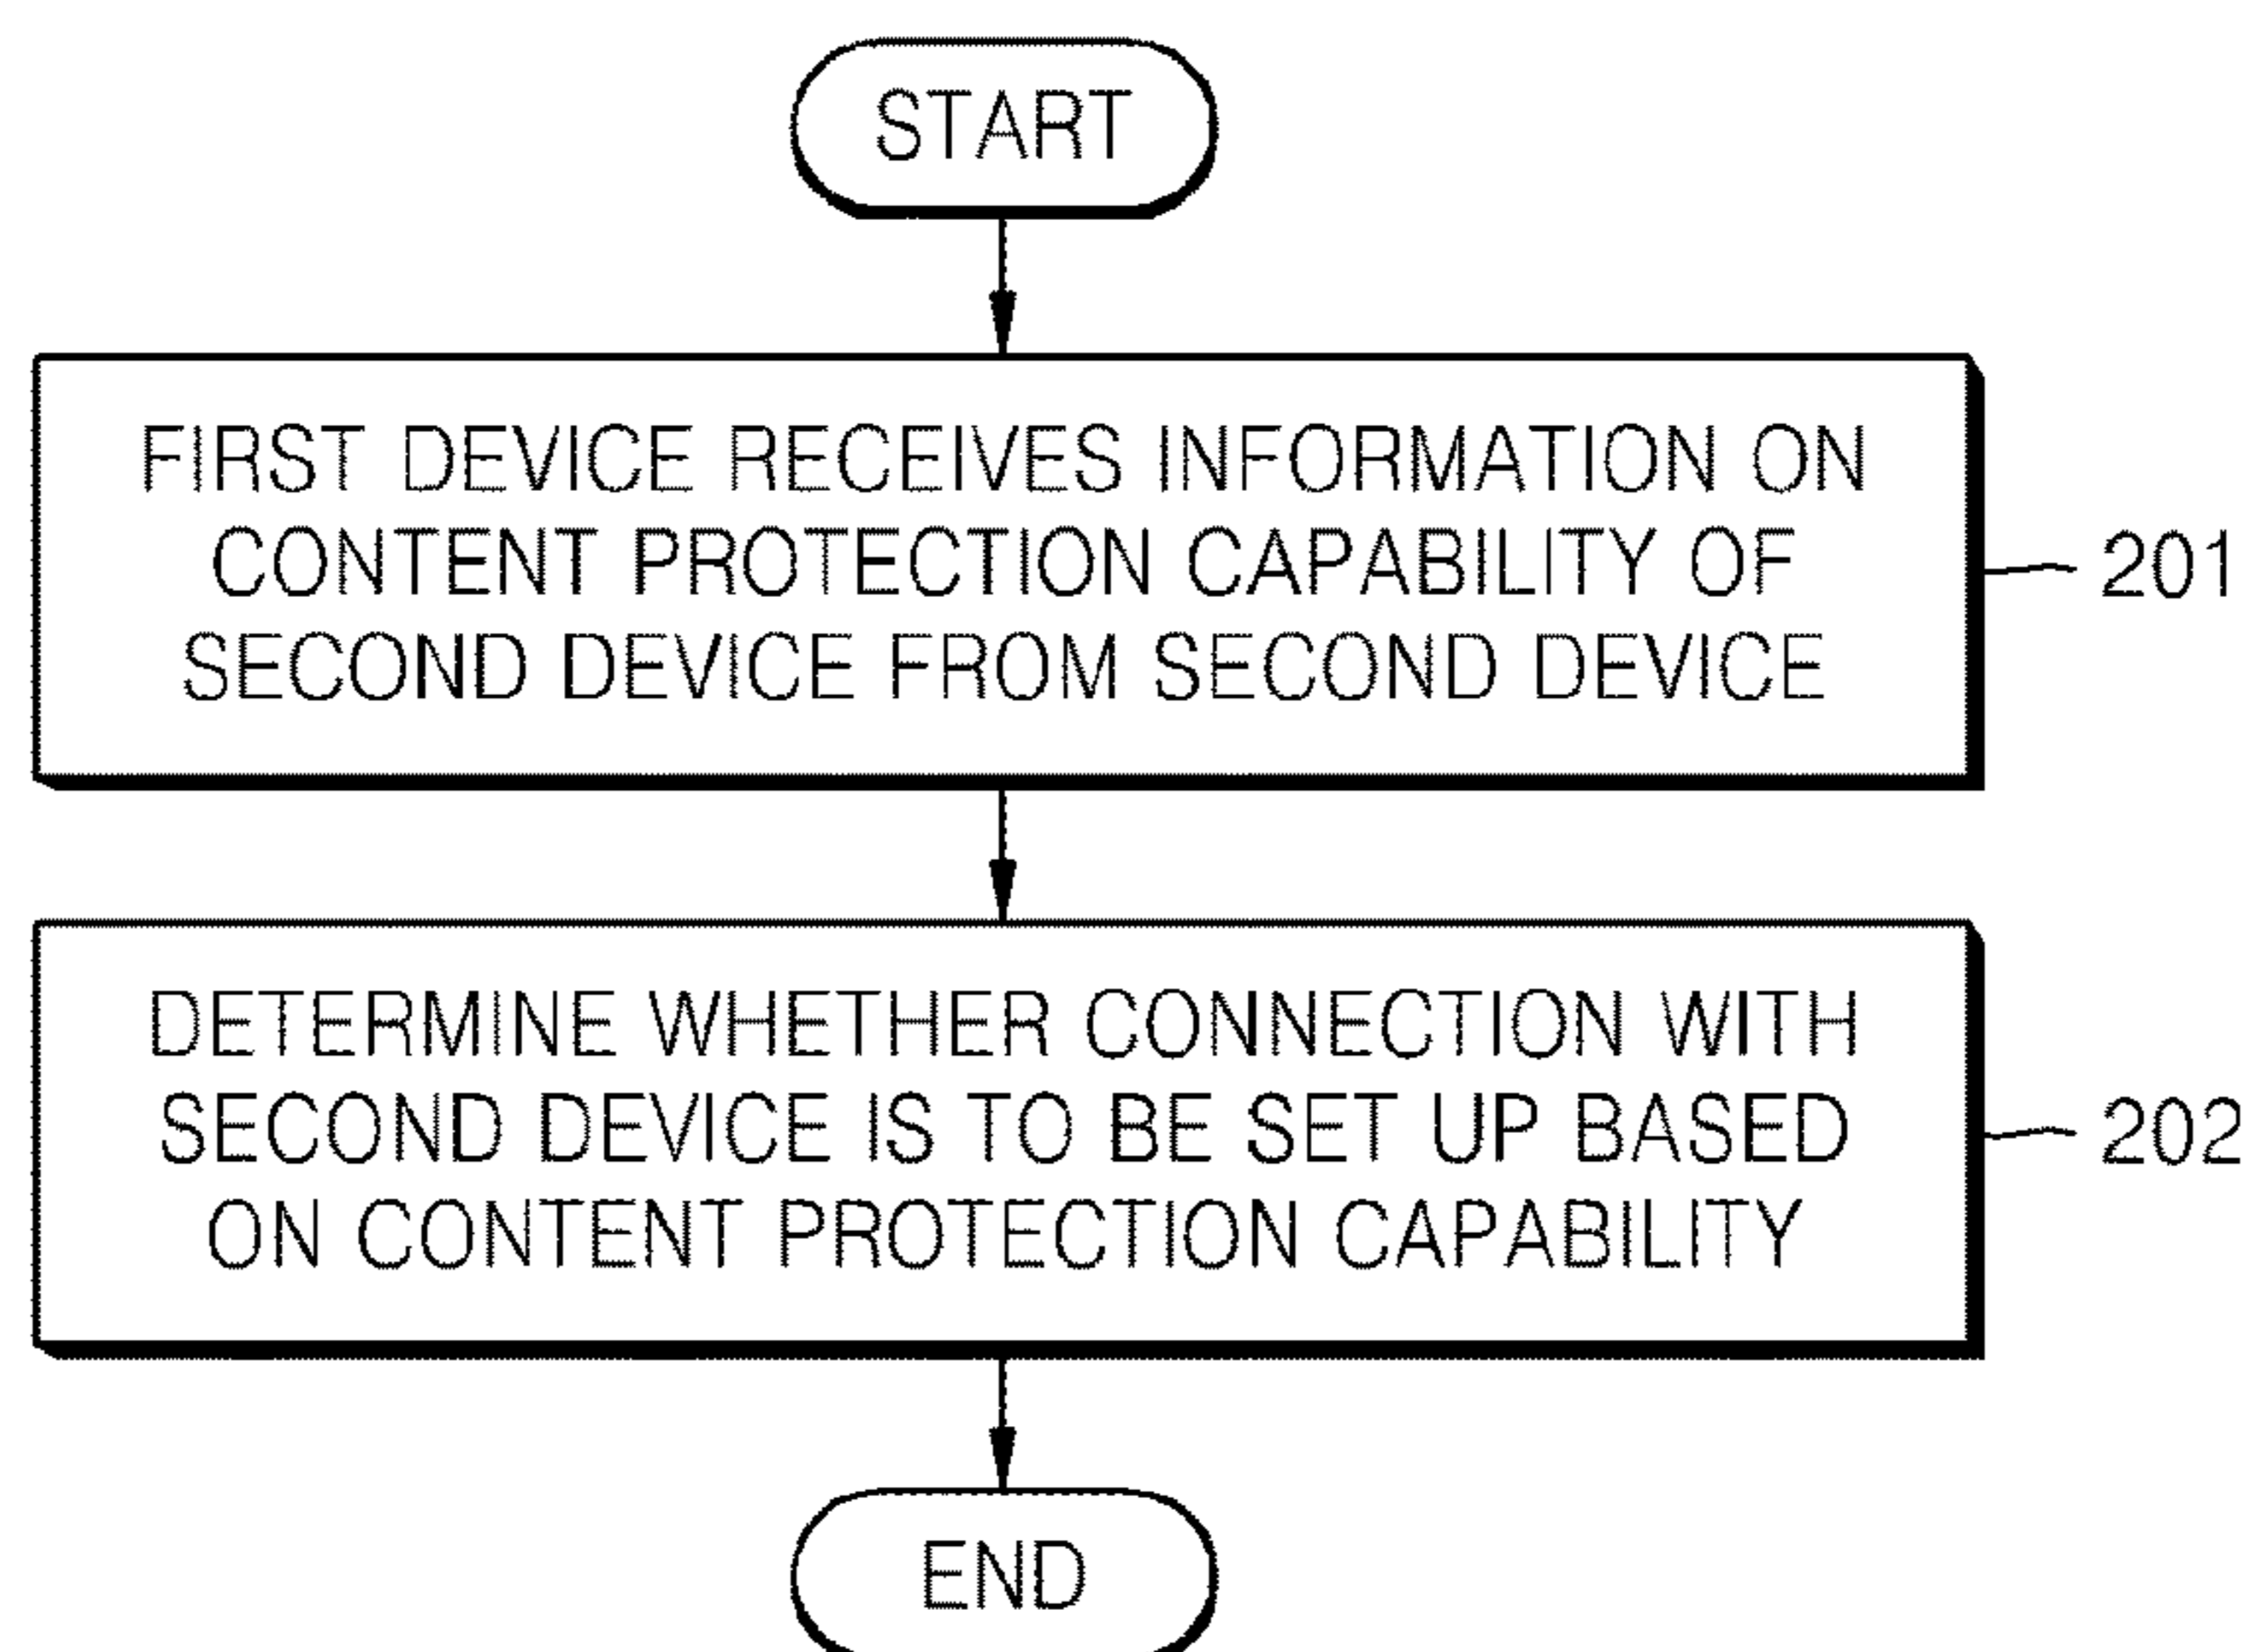 START
FIRST DEVICE RECEIVES INFORMATION ON
CONTENT PROTECTION CAPABILITY OF
SECOND DEVICE FROM SECOND DEVICE
201
DETERMINE WHETHER CONNECTION WITH
SECOND DEVICE IS TO BE SET UP BASED
ON CONTENT PROTECTION CAPABILITY
202
END